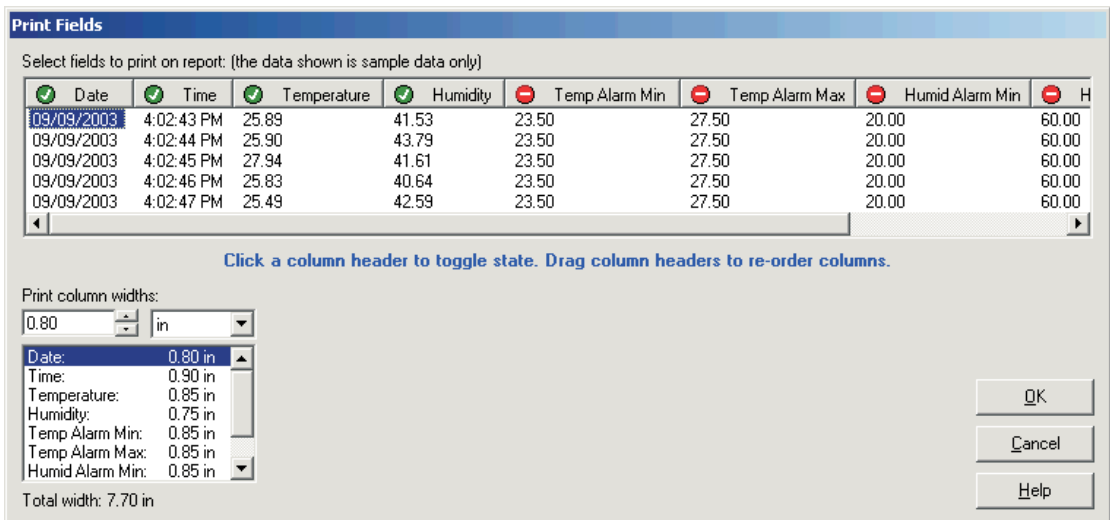 Print Fields
Select fields to print on report: (the data shown is sample data only)
Date Time Temperature Humidity Temp Alarm Min Temp Alarm Max Humid Alarm Min H
09/09/2003 4:02:43 PM 25.89 41.53 23.50 27.50 20.00 60.00
09/09/2003 4:02:44 PM 25.90 43.79 23.50 27.50 20.00 60.00
09/09/2003 4:02:45 PM 27.94 41.61 23.50 27.50 20.00 60.00
09/09/2003 4:02:46 PM 25.83 40.64 23.50 27.50 20.00 60.00
09/09/2003 4:02:47 PM 25.49 42.59 23.50 27.50 20.00 60.00
Click a column header to toggle state. Drag column headers to re-order columns.
Print column widths:
0.80 in
Date: 0.80 in
Time: 0.90 in
Temperature: 0.85 in
Humidity: 0.75 in
Temp Alarm Min: 0.85 in
Temp Alarm Max: 0.85 in
Humid Alarm Min: 0.85 in
Total width: 7.70 in
OK
Cancel
Help